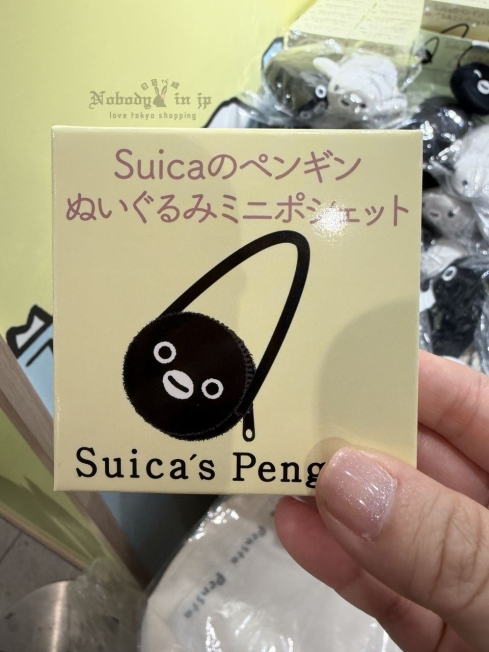 Nobody in jp
love tokyo shopping
Suicaのペンギン
ぬいぐるみミニポシェット
Suica's Peng